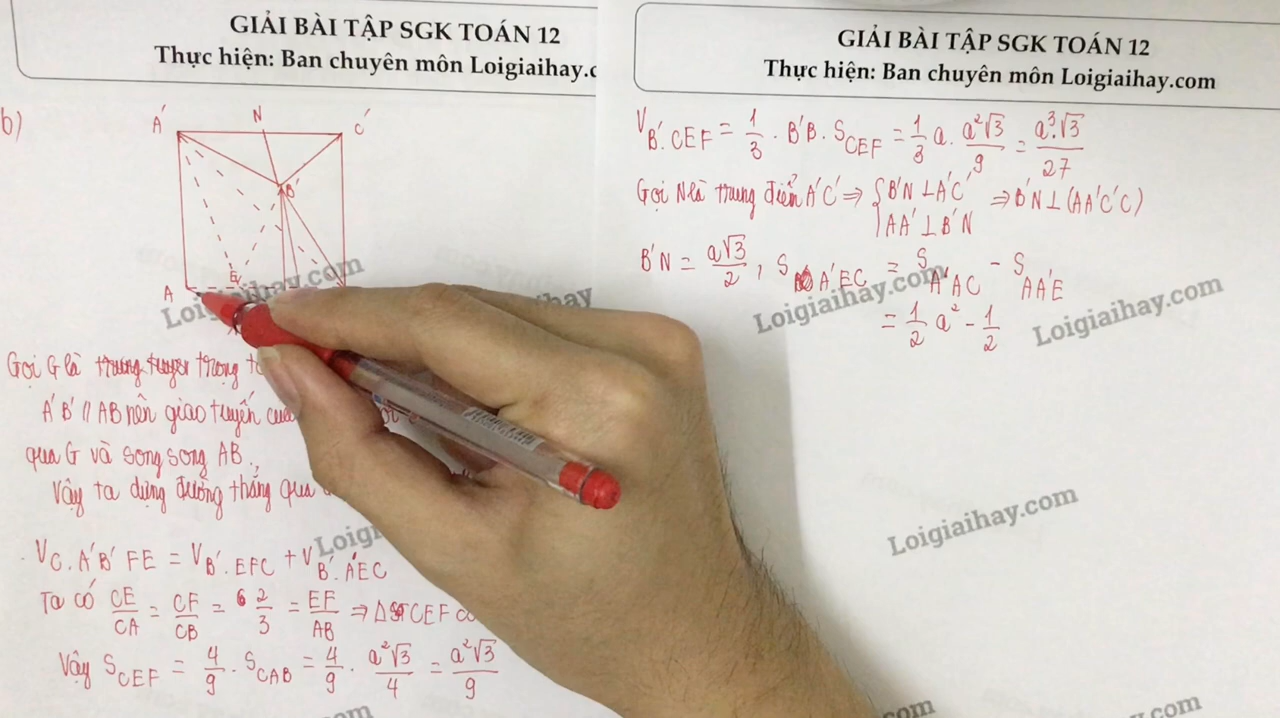 GIẢI BÀI TẬP SGK TOÁN 12
Thực hiện: Ban chuyên môn Loigiaihay.c
b)
A' N C'
B'
E
A
Gọi G là trọng t
A'B' // AB nên giao tuyến của
qua G và song song AB.
Vậy ta dựng đường thẳng qua
V_{C.A'B'FE} = V_{B'.EFC} + V_{B'.A'EC}
Ta có CE/CA = CF/CB = 2/3 = EF/AB ⇒ Δ CEF
Vậy S_{CEF} = 4/9 . S_{CAB} = 4/9 . a²√3/4 = a²√3/9
GIẢI BÀI TẬP SGK TOÁN 12
Thực hiện: Ban chuyên môn Loigiaihay.com
V_{B'.CEF} = 1/3 . B'B . S_{CEF} = 1/3 a . a²√3/9 = a³.√3/27
Gọi N là trung điểm A'C' ⇒ { B'N ⊥ A'C' ⇒ B'N ⊥ (AA'C'C)
AA' ⊥ B'N
B'N = a√3/2 , S_{A'EC} = S_{A'AC} - S_{AA'E}
= 1/2 a² - 1/2
Loigiaihay.com
Loigiaihay.com
Loigiaihay.com
Loigiaihay.com